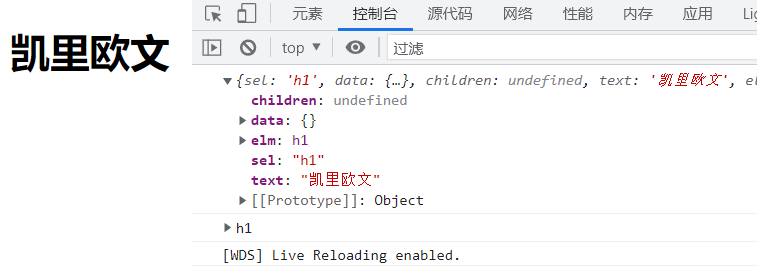 凯里欧文
元素 控制台 源代码 网络 性能 内存 应用
top ▼ 过滤
▼{sel: 'h1', data: {…}, children: undefined, text: '凯里欧文', el
children: undefined
▶ data: {}
▶ elm: h1
sel: "h1"
text: "凯里欧文"
▶ [[Prototype]]: Object
▶ h1
[WDS] Live Reloading enabled.